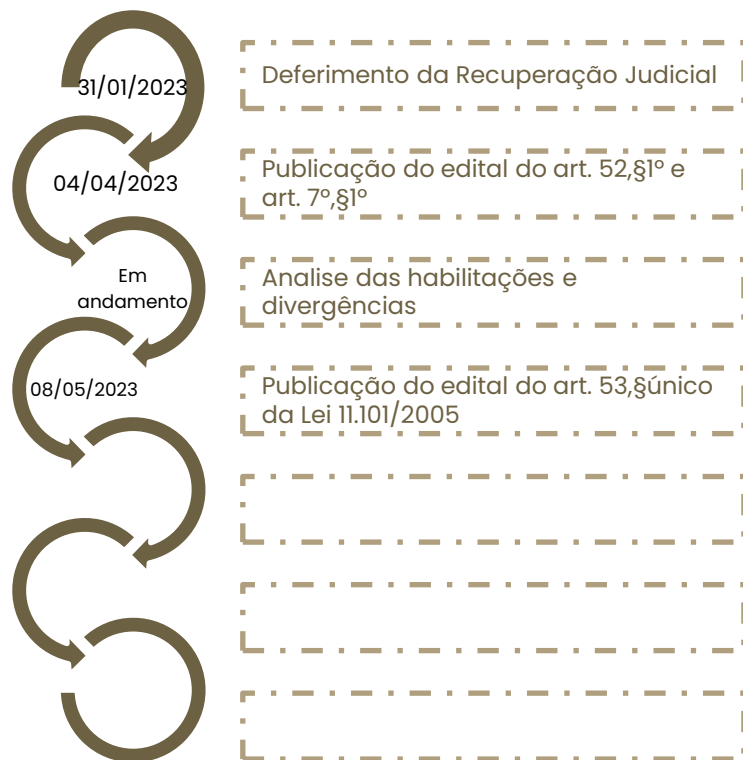 31/01/2023
Deferimento da Recuperação Judicial
04/04/2023
Publicação do edital do art. 52,§1º e
art. 7º,§1º
Em
andamento
Analise das habilitações e
divergências
08/05/2023
Publicação do edital do art. 53,§único
da Lei 11.101/2005